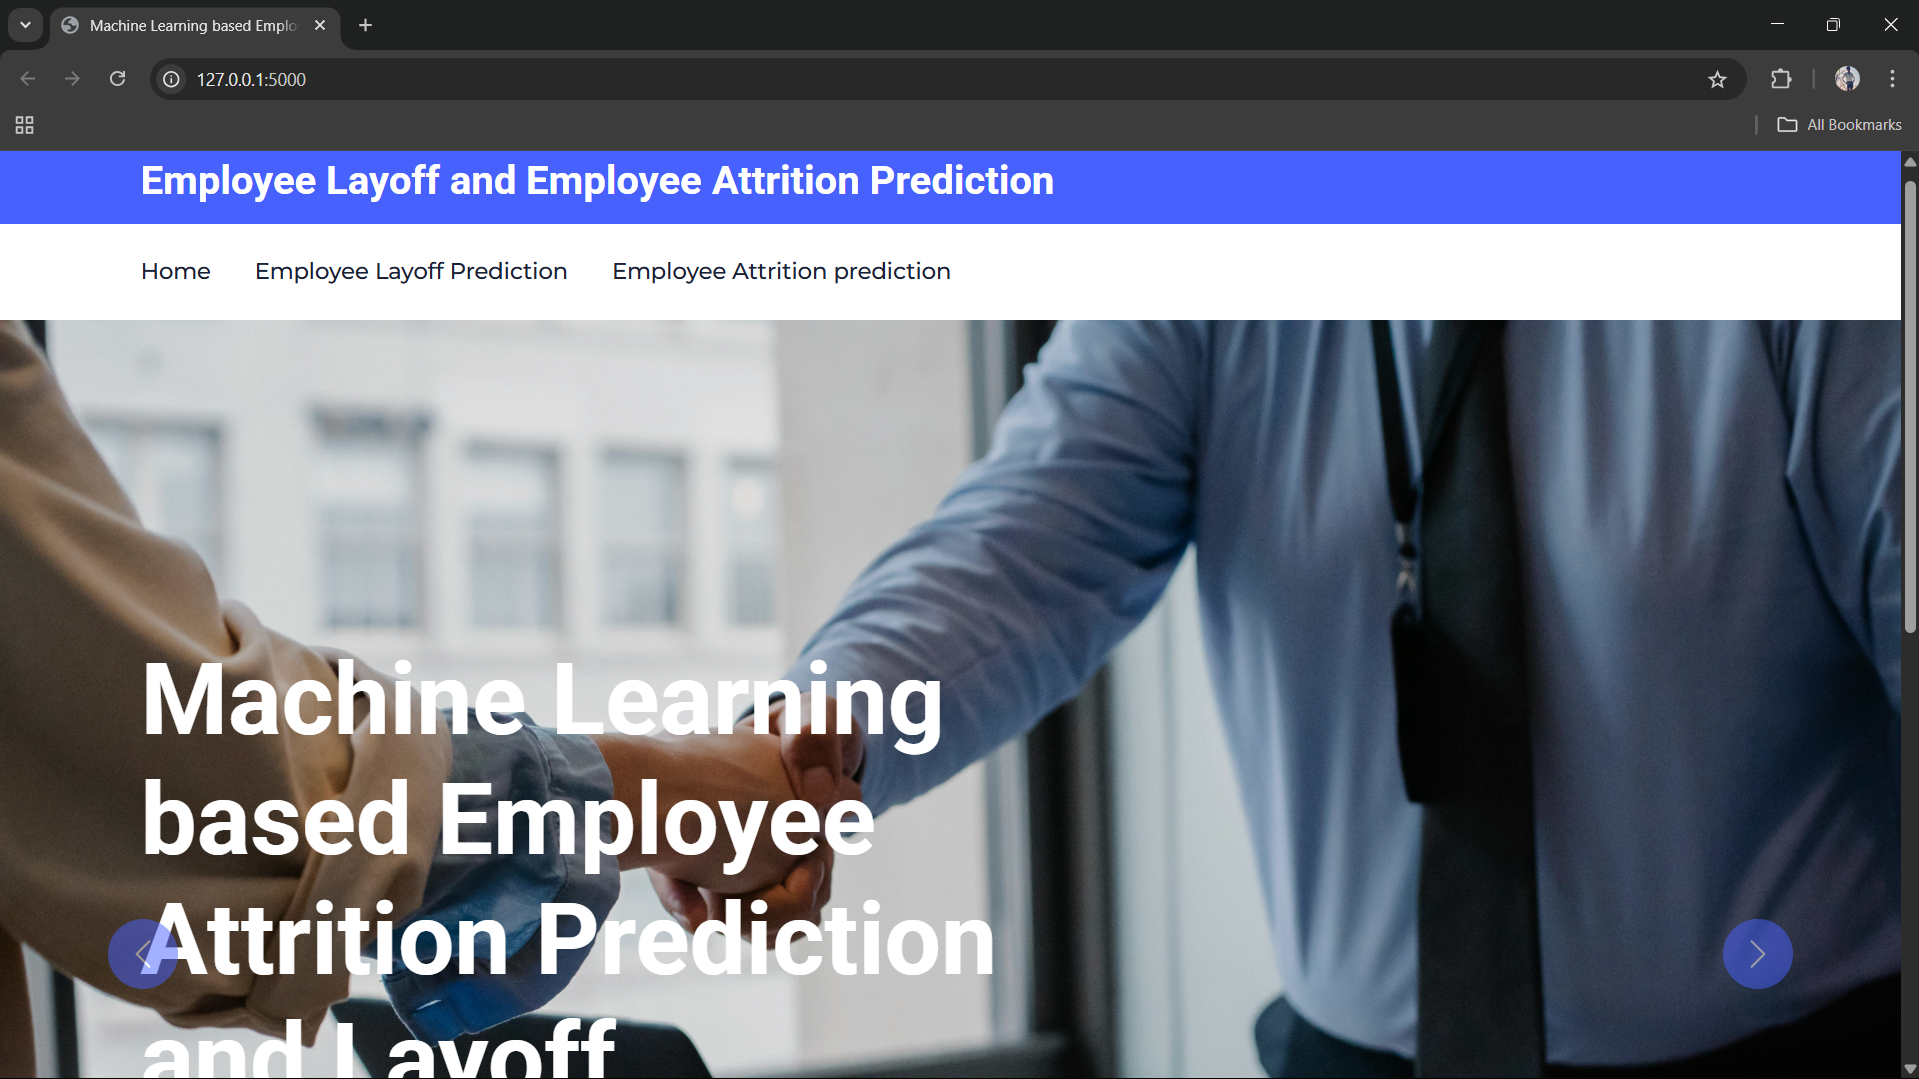 Machine Learning based Emplo
127.0.0.1:5000
All Bookmarks
Employee Layoff and Employee Attrition Prediction
Home Employee Layoff Prediction Employee Attrition prediction
Machine Learning
based Employee
Attrition Prediction
and Layoff